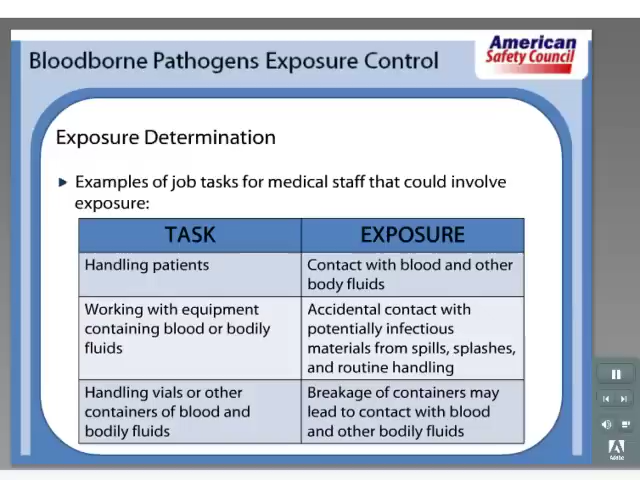 Bloodborne Pathogens Exposure Control
American
Safety Council
Exposure Determination
Examples of job tasks for medical staff that could involve
exposure:
TASK
EXPOSURE
Handling patients
Contact with blood and other
body fluids
Working with equipment
containing blood or bodily
fluids
Accidental contact with
potentially infectious
materials from spills, splashes,
and routine handling
Handling vials or other
containers of blood and
bodily fluids
Breakage of containers may
lead to contact with blood
and other bodily fluids
Adobe